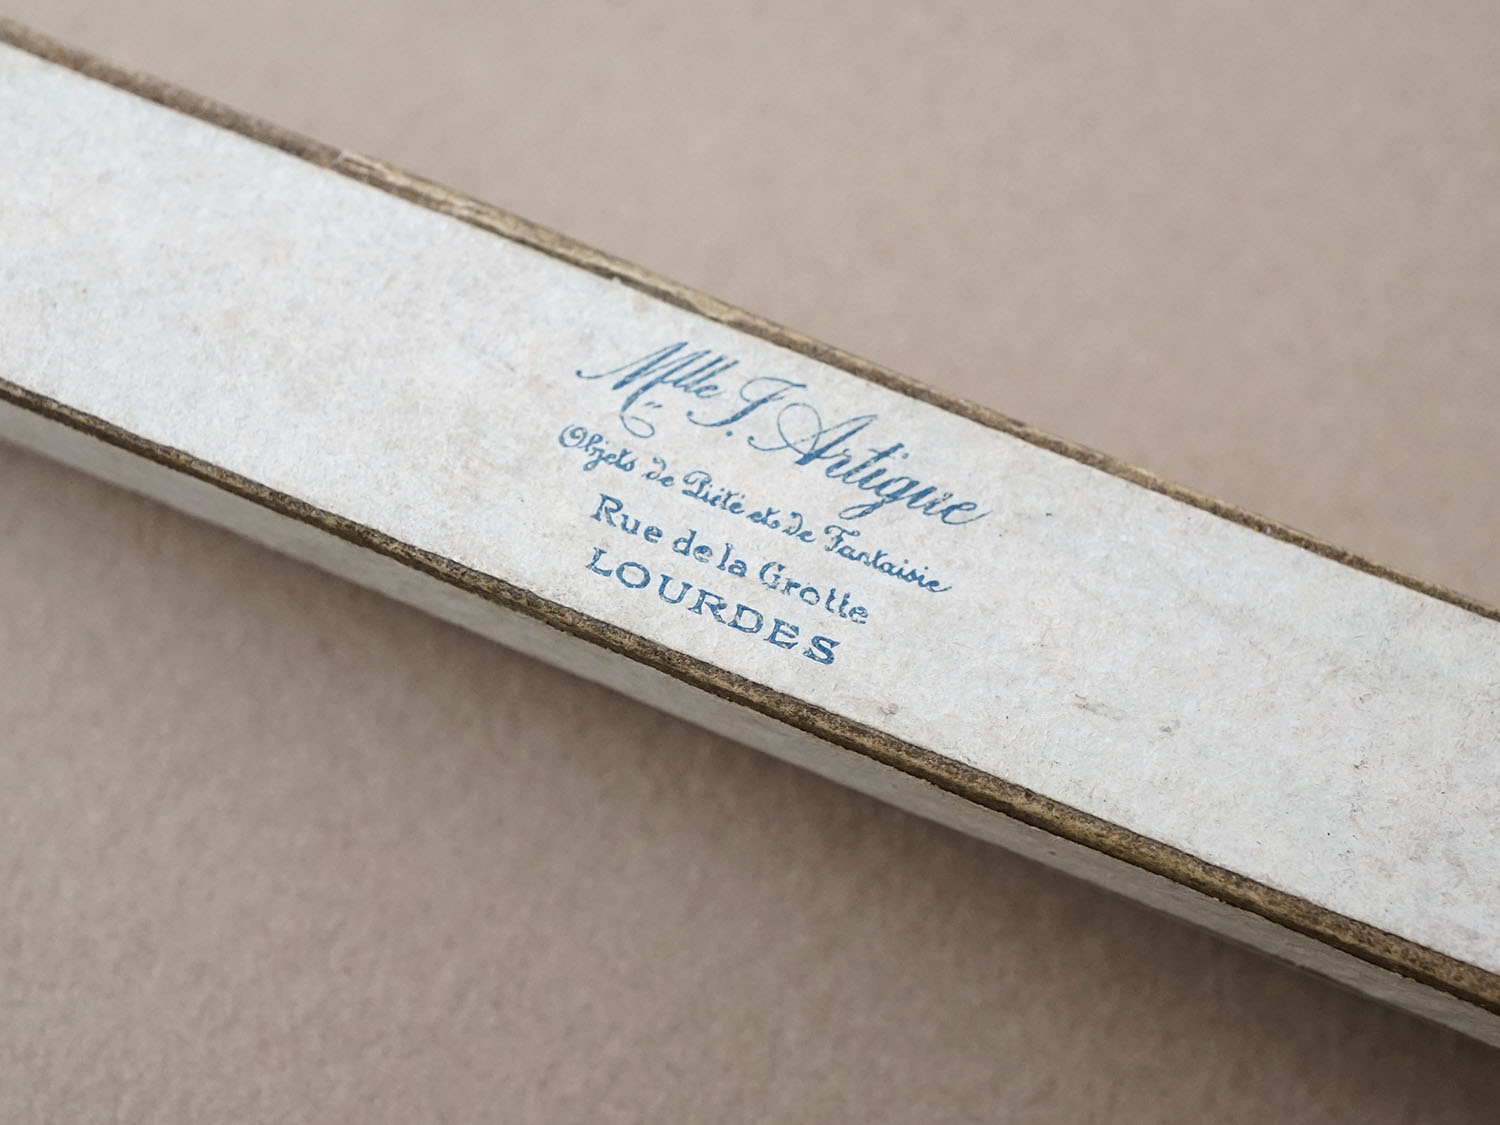 Mlle J. Artigue
Objets de Piété et de Fantaisie
Rue de la Grotte
LOURDES